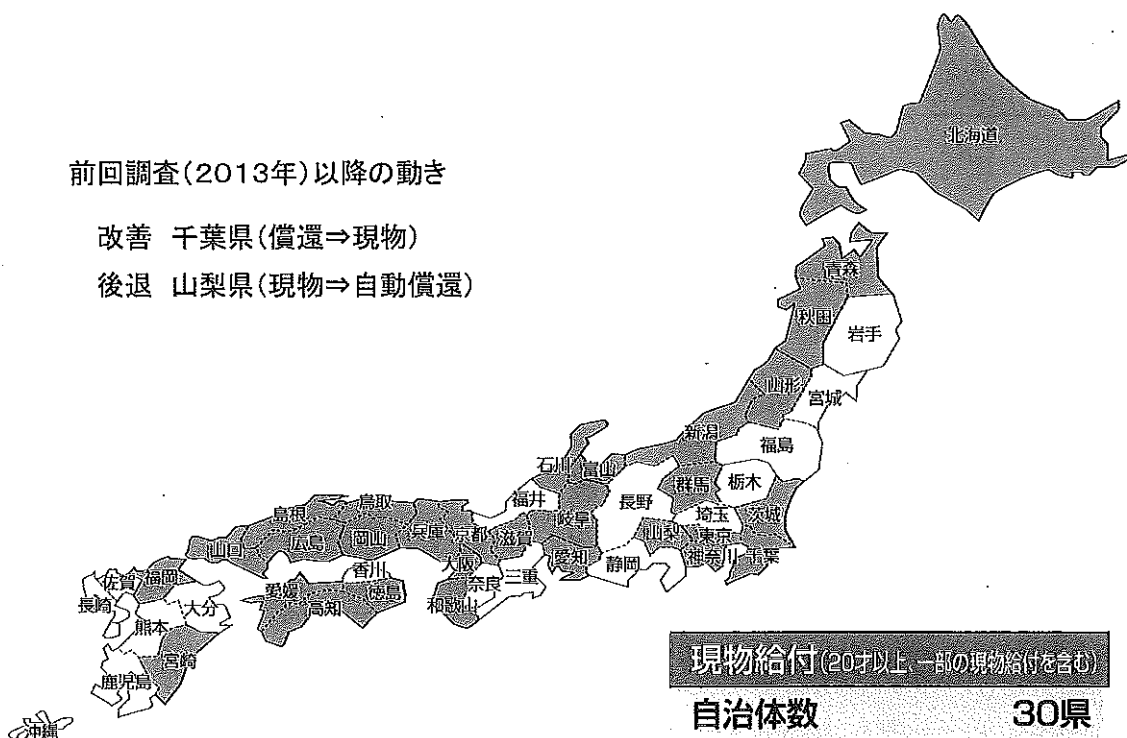 前回調査(2013年)以降の動き
改善 千葉県(償還⇒現物)
後退 山梨県(現物⇒自動償還)
北海道
青森
秋田
岩手
山形
宮城
新潟
福島
石川
富山
群馬
栃木
福井
長野
岐阜
埼玉
茨城
山梨
東京
島根
鳥取
兵庫
京都
滋賀
神奈川
千葉
山口
広島
岡山
愛知
静岡
大阪
奈良
三重
香川
佐賀
福岡
愛媛
徳島
和歌山
高知
長崎
大分
熊本
宮崎
鹿児島
沖縄
現物給付(20才以上、一部の現物給付を含む)
自治体数 30県